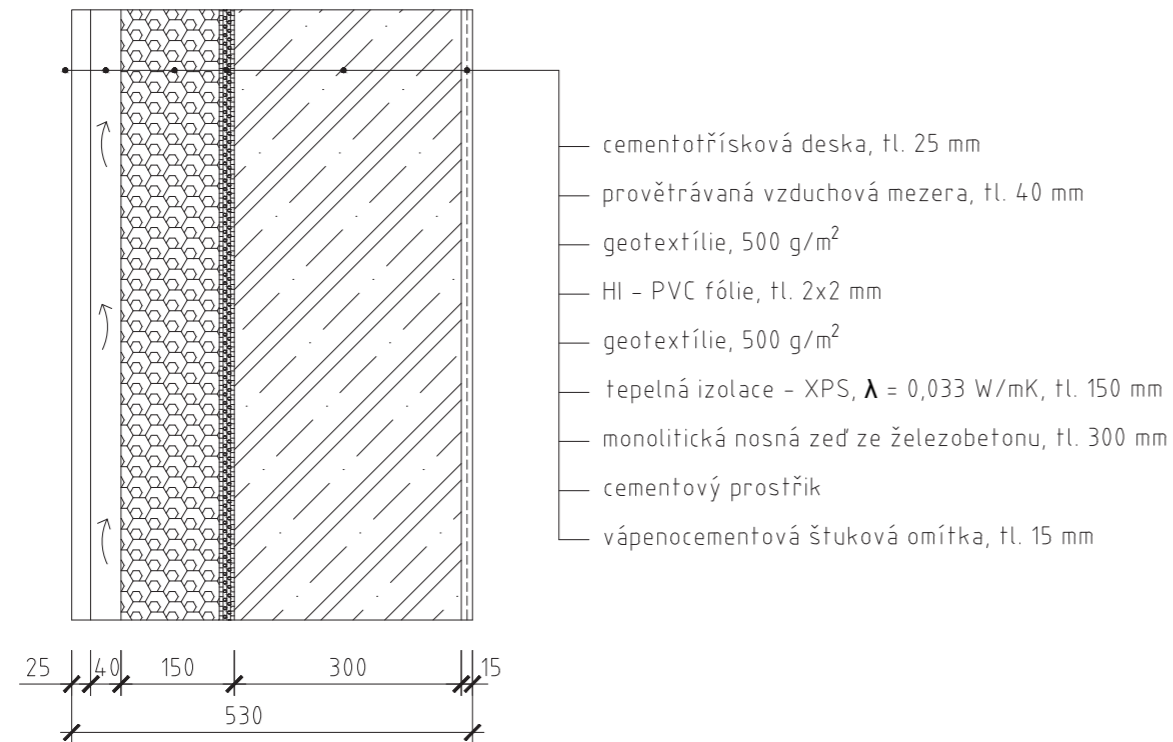 cementotřísková deska, tl. 25 mm
provětrávaná vzduchová mezera, tl. 40 mm
geotextílie, 500 g/m²
HI - PVC fólie, tl. 2x2 mm
geotextílie, 500 g/m²
tepelná izolace - XPS, λ = 0,033 W/mK, tl. 150 mm
monolitická nosná zeď ze železobetonu, tl. 300 mm
cementový prostřik
vápenocementová štuková omítka, tl. 15 mm
25 40 150 300 15
530